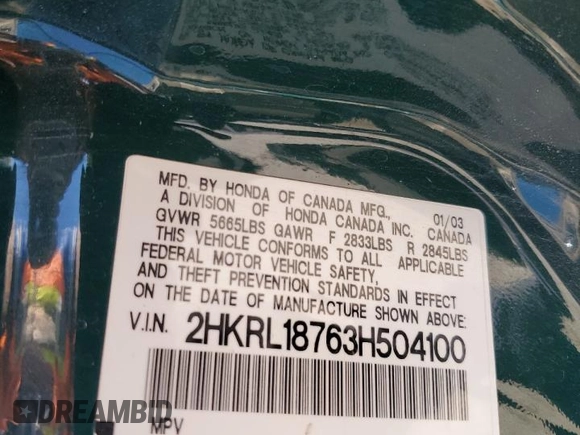 MFD. BY HONDA OF CANADA MFG., 01/03
A DIVISION OF HONDA CANADA INC. CANADA
GVWR 5665LBS GAWR F 2833LBS R 2845LBS
THIS VEHICLE CONFORMS TO ALL APPLICABLE
FEDERAL MOTOR VEHICLE SAFETY,
AND THEFT PREVENTION STANDARDS IN EFFECT
ON THE DATE OF MANUFACTURE SHOWN ABOVE.
V.I.N. 2HKRL18763H504100
MPV
DREAMBID